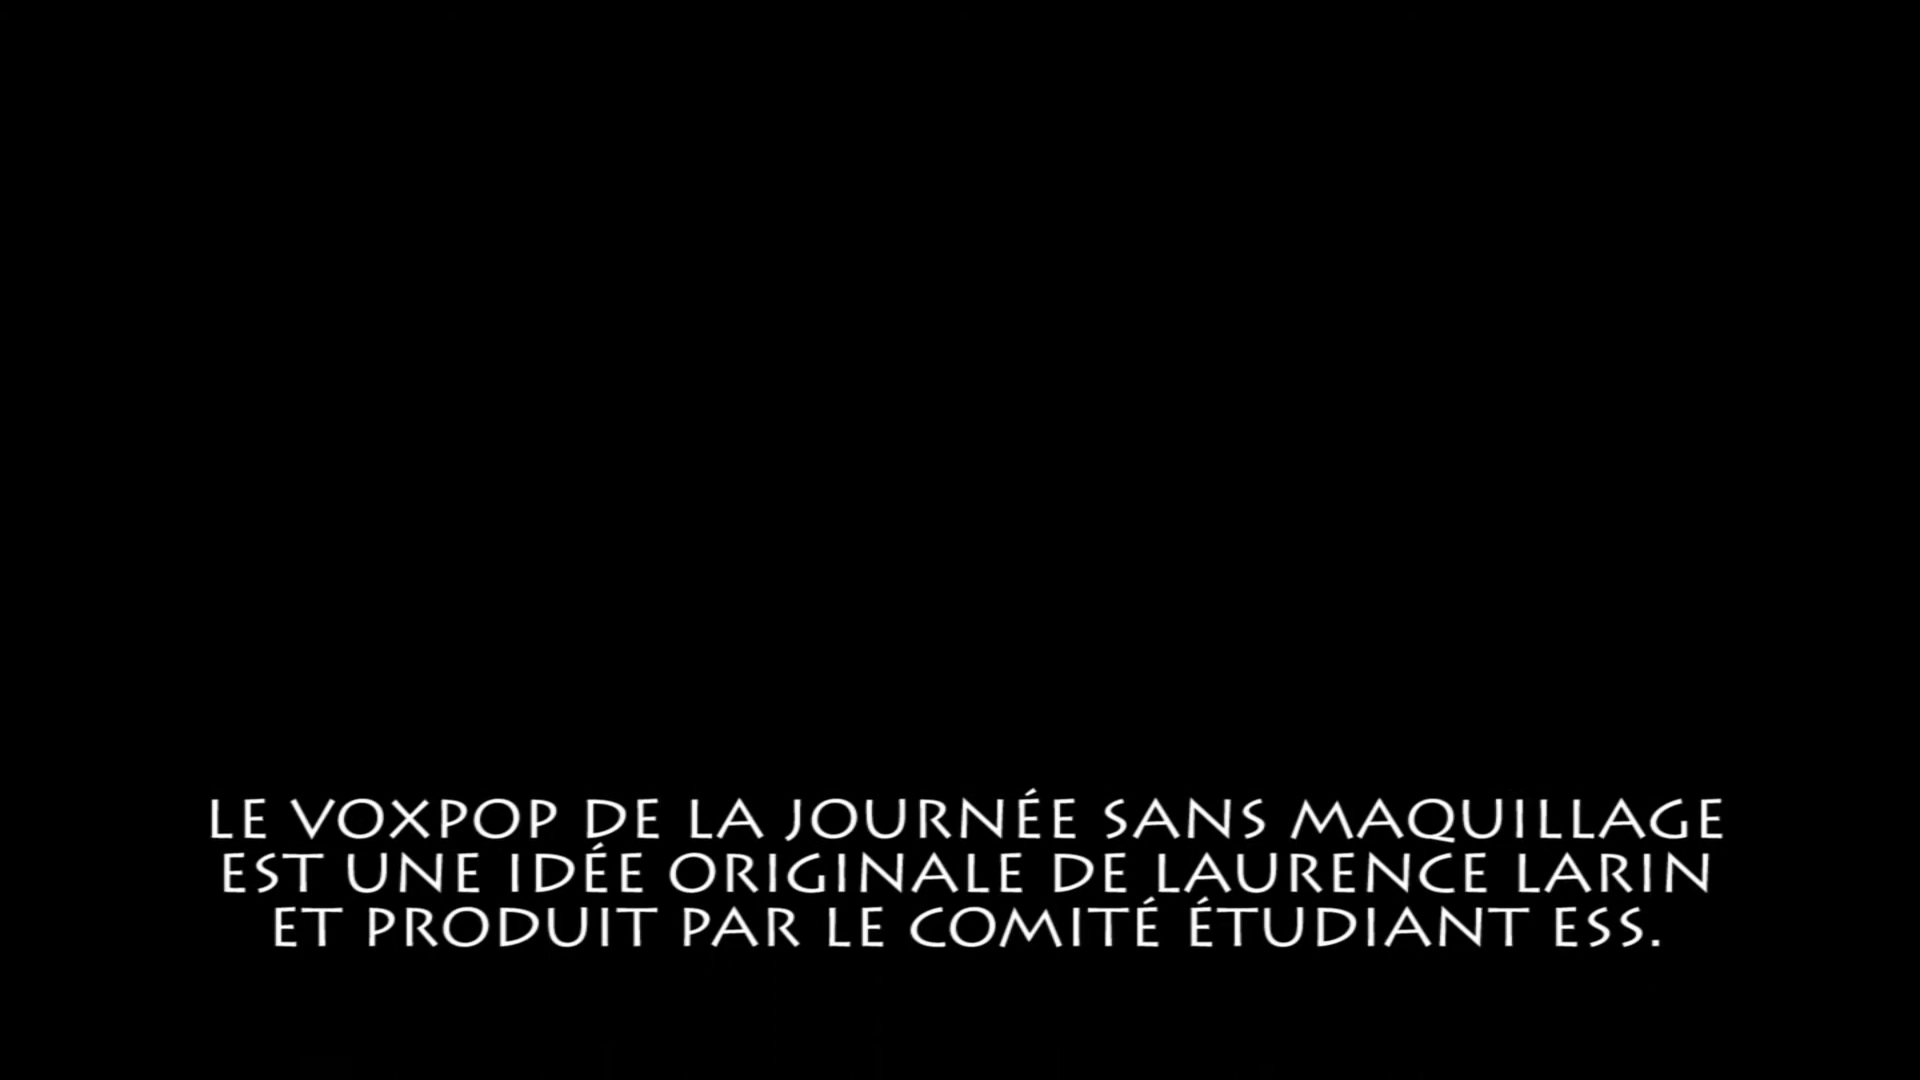 LE VOXPOP DE LA JOURNÉE SANS MAQUILLAGE
EST UNE IDÉE ORIGINALE DE LAURENCE LARIN
ET PRODUIT PAR LE COMITÉ ÉTUDIANT ESS.